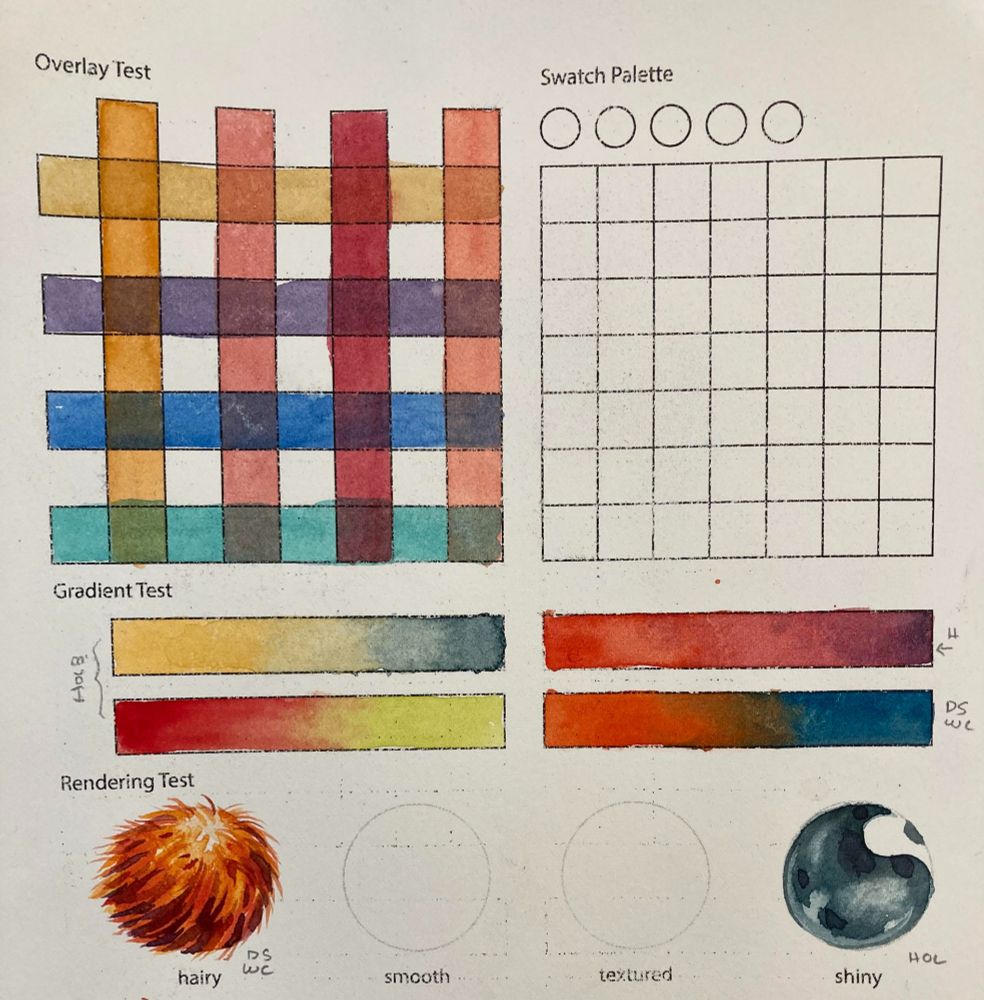 Overlay Test
Swatch Palette
Gradient Test
HOLB
H
DS
WC
Rendering Test
DS
WC
HOL
hairy
smooth
textured
shiny